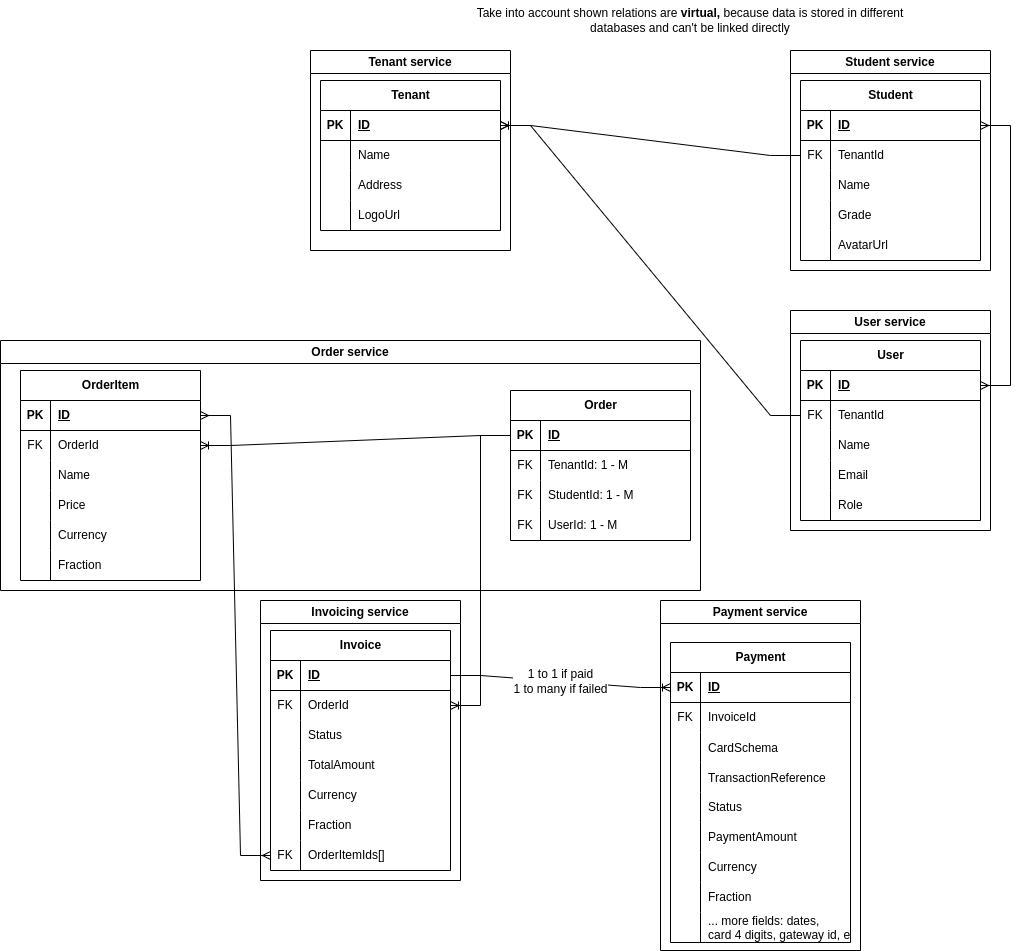 Take into account shown relations are virtual, because data is stored in different
databases and can't be linked directly
Tenant service
Tenant
PK ID
Name
Address
LogoUrl
Student service
Student
PK ID
FK TenantId
Name
Grade
AvatarUrl
User service
User
PK ID
FK TenantId
Name
Email
Role
Order service
OrderItem
PK ID
FK OrderId
Name
Price
Currency
Fraction
Order
PK ID
FK TenantId: 1 - M
FK StudentId: 1 - M
FK UserId: 1 - M
Invoicing service
Invoice
PK ID
FK OrderId
Status
TotalAmount
Currency
Fraction
FK OrderItemIds[]
1 to 1 if paid
1 to many if failed
Payment service
Payment
PK ID
FK InvoiceId
CardSchema
TransactionReference
Status
PaymentAmount
Currency
Fraction
... more fields: dates,
card 4 digits, gateway id, e